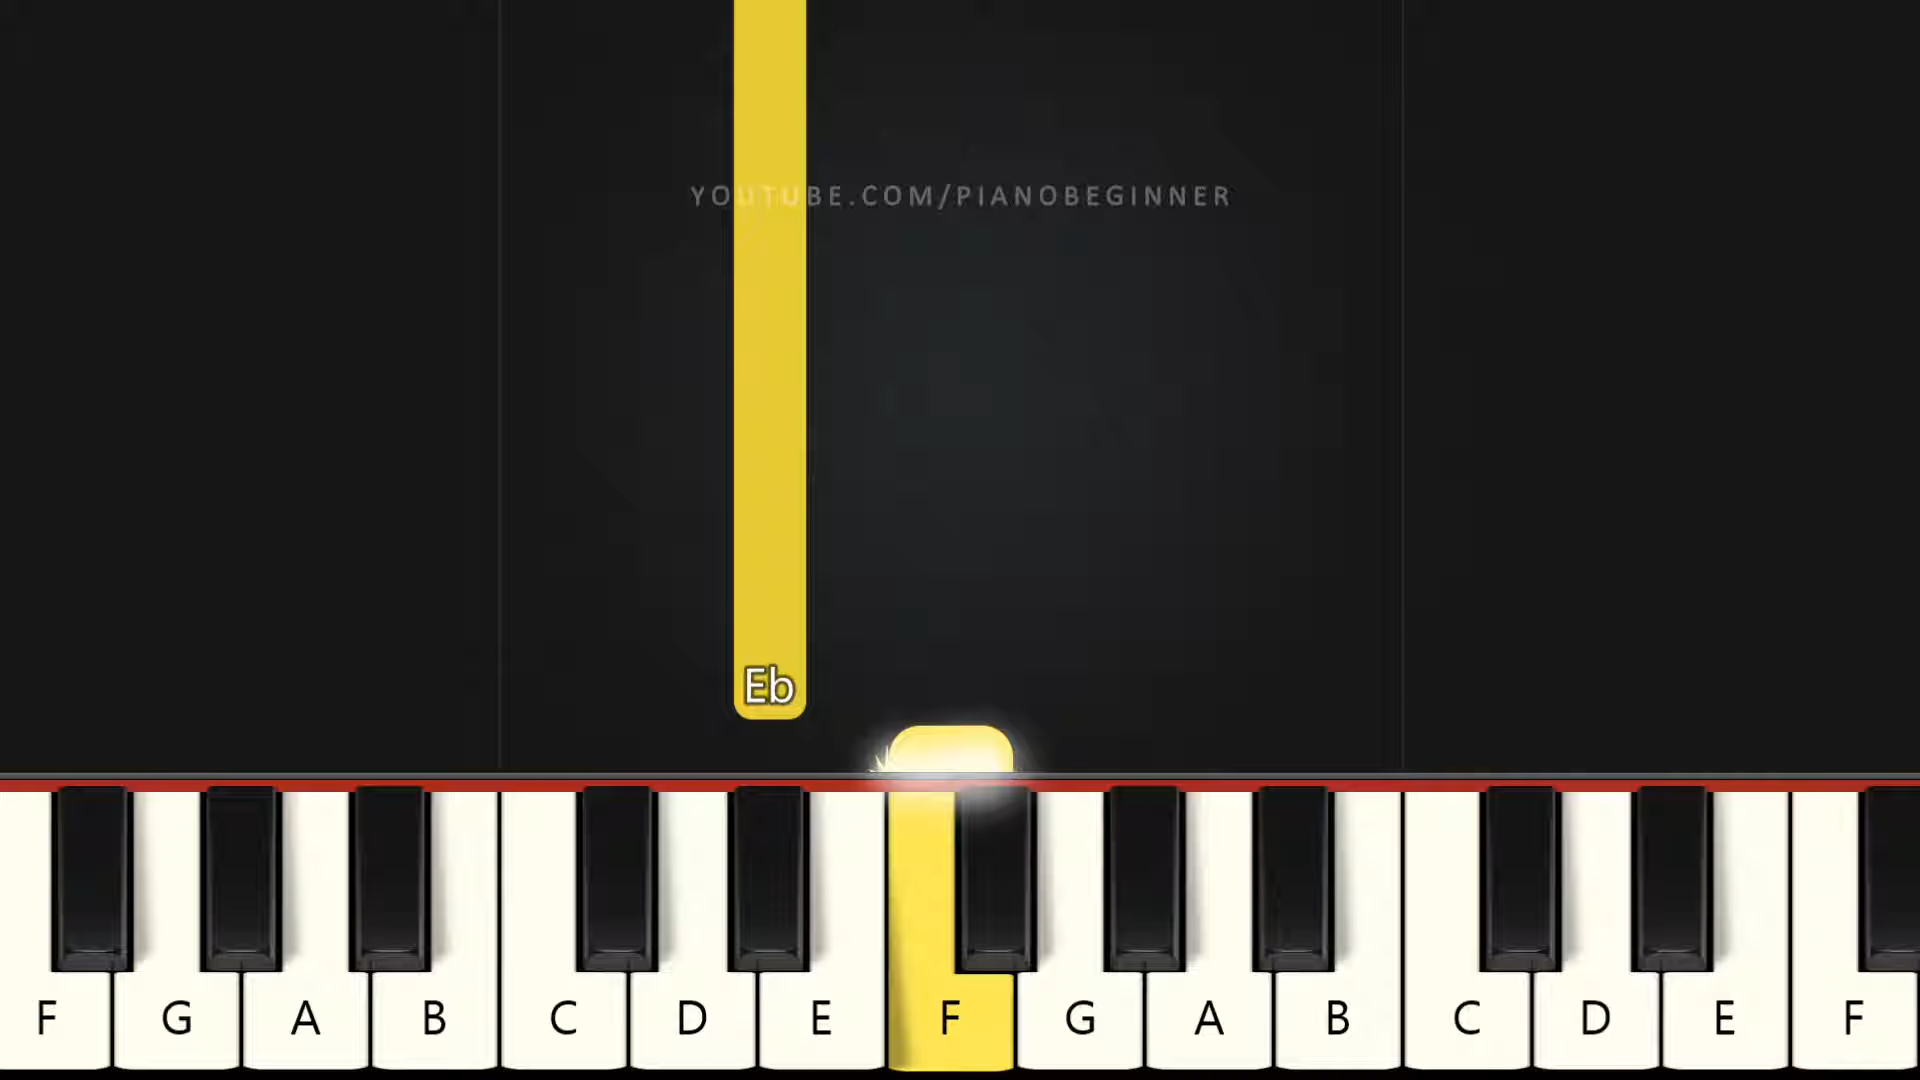 YOUTUBE.COM/PIANOBEGINNER
Eb
F G A B C D E F G A B C D E F